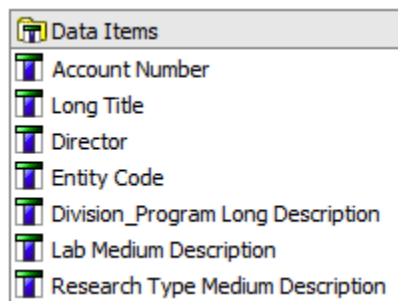 Data Items
Account Number
Long Title
Director
Entity Code
Division_Program Long Description
Lab Medium Description
Research Type Medium Description